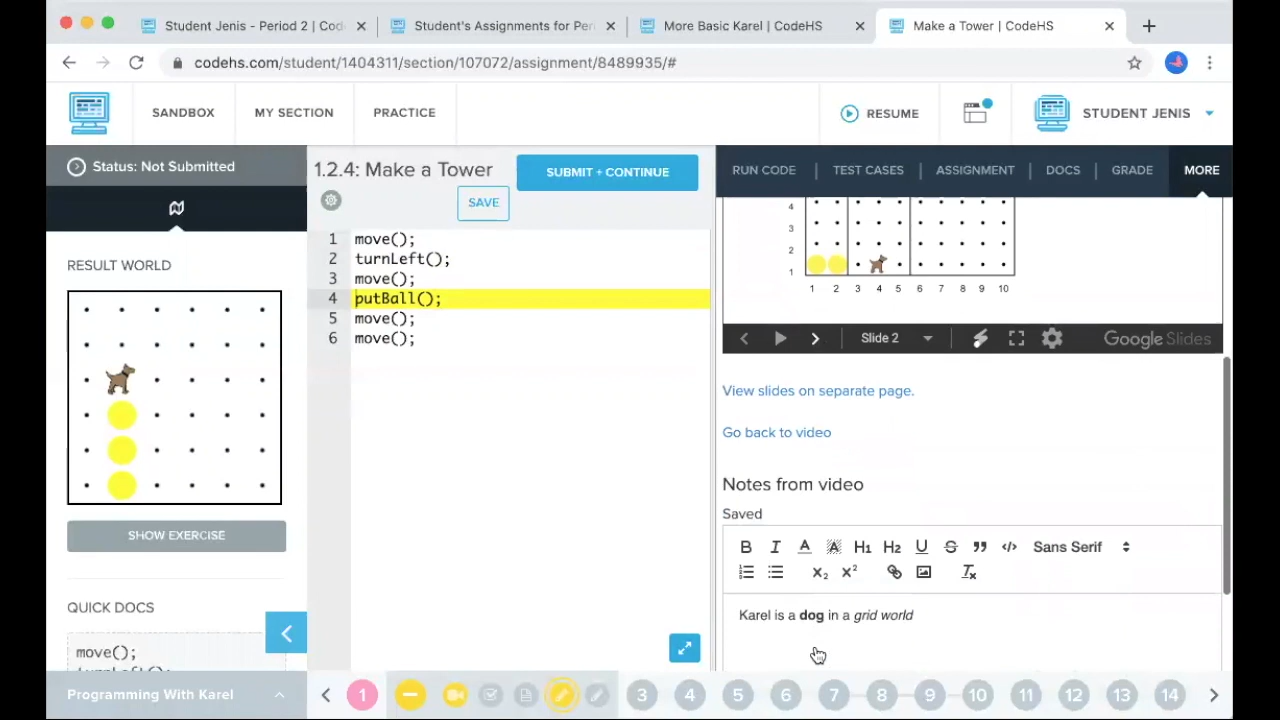 Student Jenis - Period 2 | Cod
Student's Assignments for Per
More Basic Karel | CodeHS
Make a Tower | CodeHS
codehs.com/student/1404311/section/107072/assignment/8489935/#
SANDBOX
MY SECTION
PRACTICE
RESUME
STUDENT JENIS
Status: Not Submitted
1.2.4: Make a Tower
SUBMIT + CONTINUE
SAVE
RUN CODE
TEST CASES
ASSIGNMENT
DOCS
GRADE
MORE
RESULT WORLD
SHOW EXERCISE
QUICK DOCS
move();
1 move();
2 turnLeft();
3 move();
4 putBall();
5 move();
6 move();
4
3
2
1
1 2 3 4 5 6 7 8 9 10
Slide 2
Google Slides
View slides on separate page.
Go back to video
Notes from video
Saved
B I A A H1 H2 U S Sans Serif
X2 X2 Tx
Karel is a dog in a grid world
Programming With Karel
1 3 4 5 6 7 8 9 10 11 12 13 14